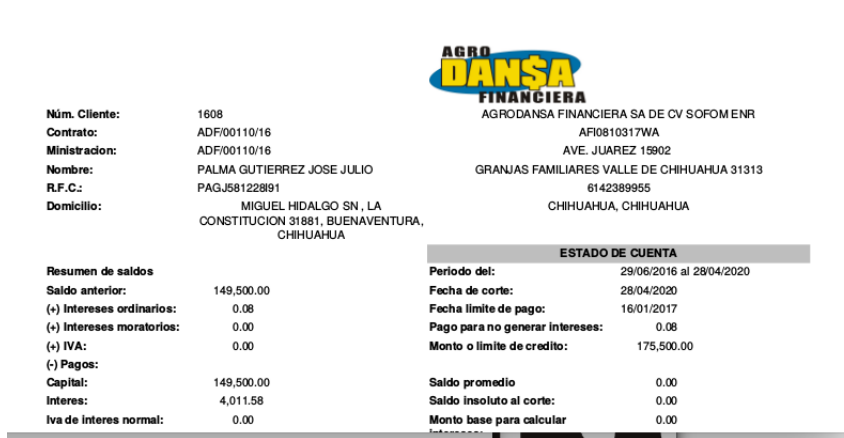 AGRO
DAN$A
FINANCIERA
Núm. Cliente: 1608 AGRODANSA FINANCIERA SA DE CV SOFOM ENR
Contrato: ADF/00110/16 AFI0810317WA
Ministracion: ADF/00110/16 AVE. JUAREZ 15902
Nombre: PALMA GUTIERREZ JOSE JULIO GRANJAS FAMILIARES VALLE DE CHIHUAHUA 31313
R.F.C.: PAGJ581228I91 6142389955
Domicilio: MIGUEL HIDALGO SN , LA CHIHUAHUA, CHIHUAHUA
CONSTITUCION 31881, BUENAVENTURA,
CHIHUAHUA
ESTADO DE CUENTA
Resumen de saldos Periodo del: 29/06/2016 al 28/04/2020
Saldo anterior: 149,500.00 Fecha de corte: 28/04/2020
(+) Intereses ordinarios: 0.08 Fecha limite de pago: 16/01/2017
(+) Intereses moratorios: 0.00 Pago para no generar intereses: 0.08
(+) IVA: 0.00 Monto o limite de credito: 175,500.00
(-) Pagos:
Capital: 149,500.00 Saldo promedio 0.00
Interes: 4,011.58 Saldo insoluto al corte: 0.00
Iva de interes normal: 0.00 Monto base para calcular 0.00